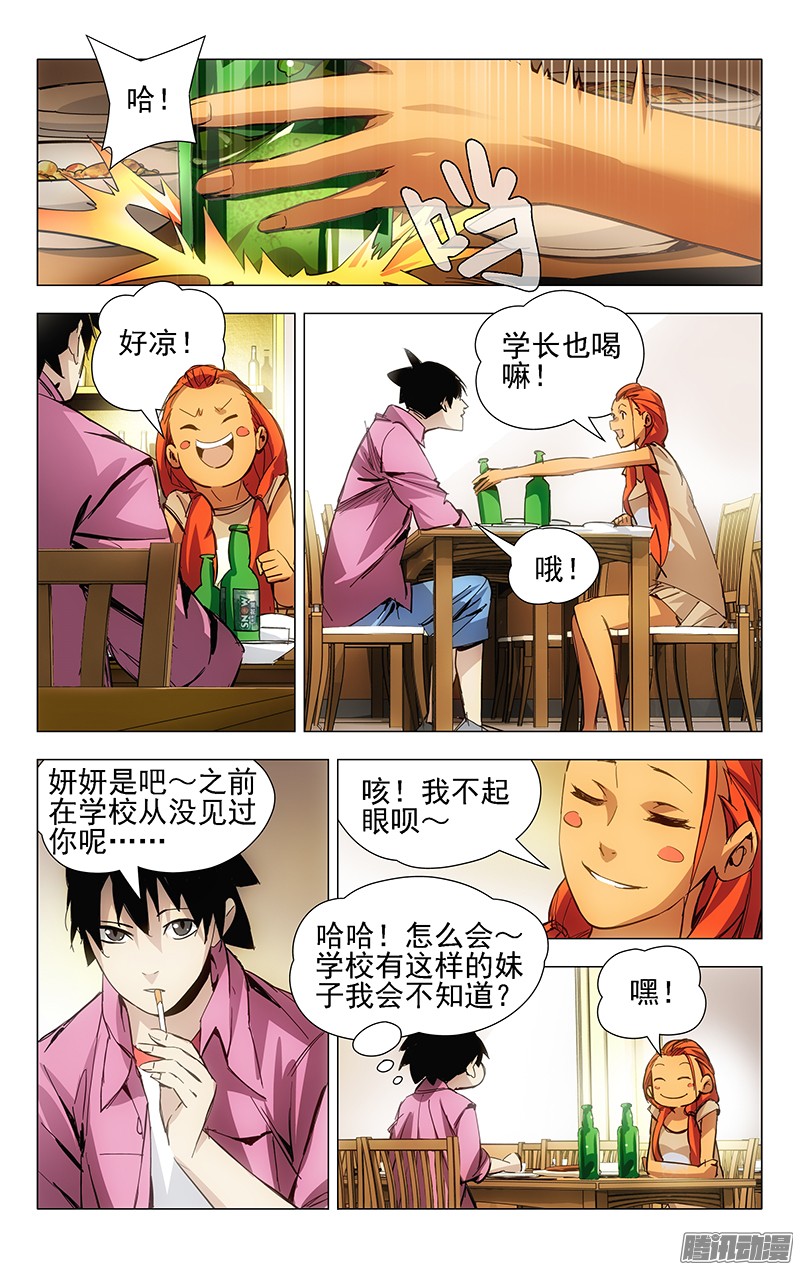 哈！
哟
好凉！
SNOW
学长也喝
嘛！
哦！
妍妍是吧～之前
在学校从没见过
你呢……
咳！我不起
眼呗～
哈哈！怎么会～
学校有这样的妹
子我会不知道？
嘿！
腾讯动漫